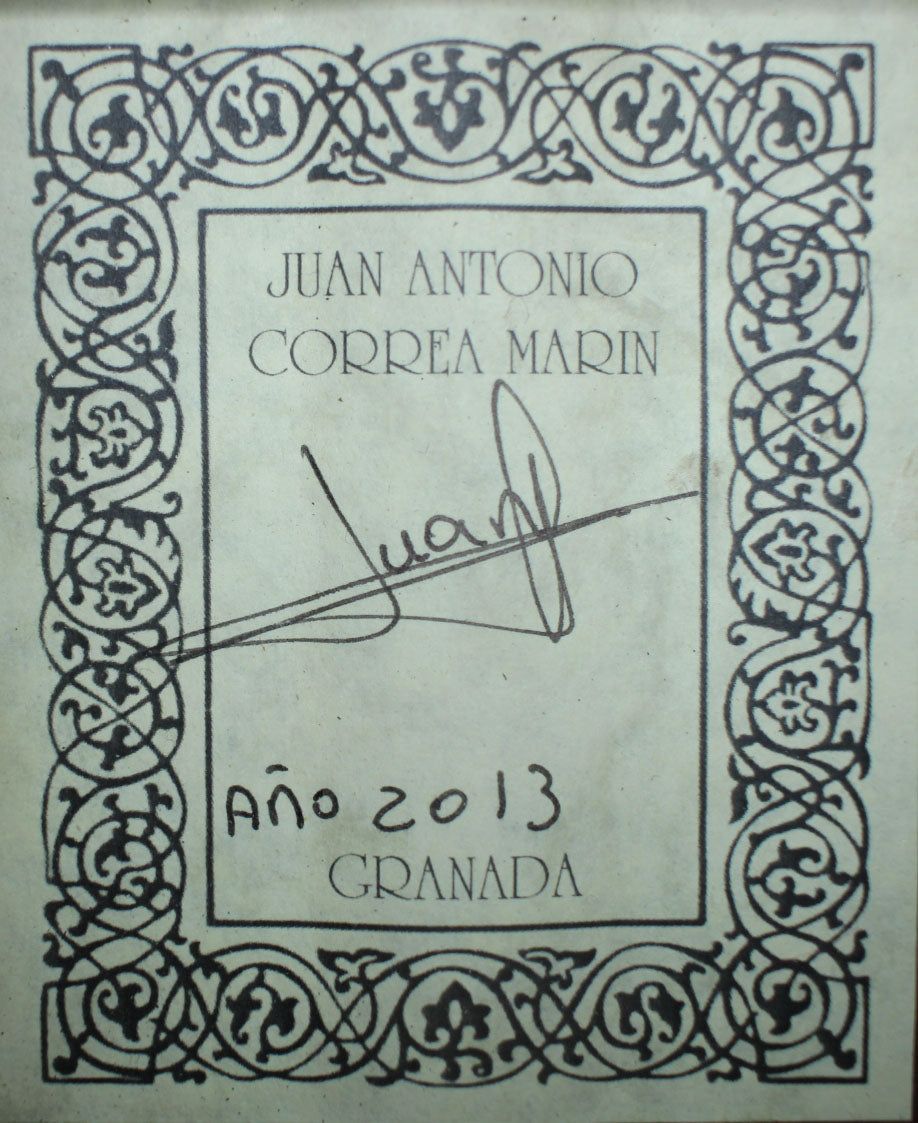 JUAN ANTONIO
CORREA MARIN
Juan
Año 2013
GRANADA